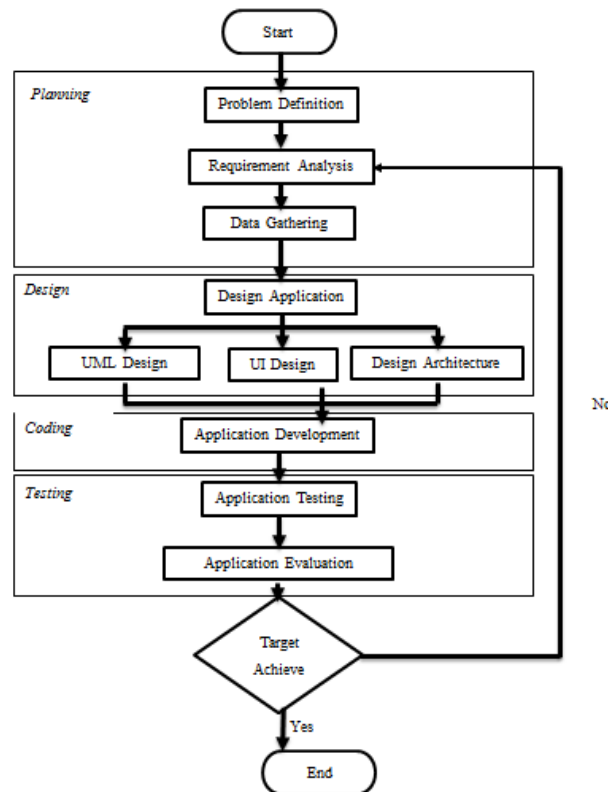 Start
Planning
Problem Definition
Requirement Analysis
Data Gathering
Design
Design Application
UML Design
UI Design
Design Architecture
No
Coding
Application Development
Testing
Application Testing
Application Evaluation
Target
Achieve
Yes
End